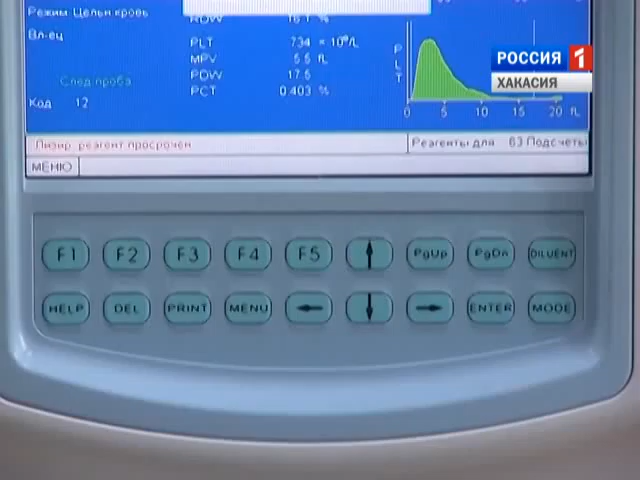 Режим: Цельн кровь
RDW 16.1 %
Вл-ец
PLT 734 × 10⁹/L
MPV 5.5 fL
PDW 17.5
PCT 0.403 %
След проба
Код 12
PLT
0 5 10 15 20 fL
РОССИЯ 1
ХАКАСИЯ
Лизир. реагент просрочен
Реагенты для 63 Подсчеты
МЕНЮ
F1 F2 F3 F4 F5 PgUp PgDn DILUENT
HELP DEL PRINT MENU ENTER MODE